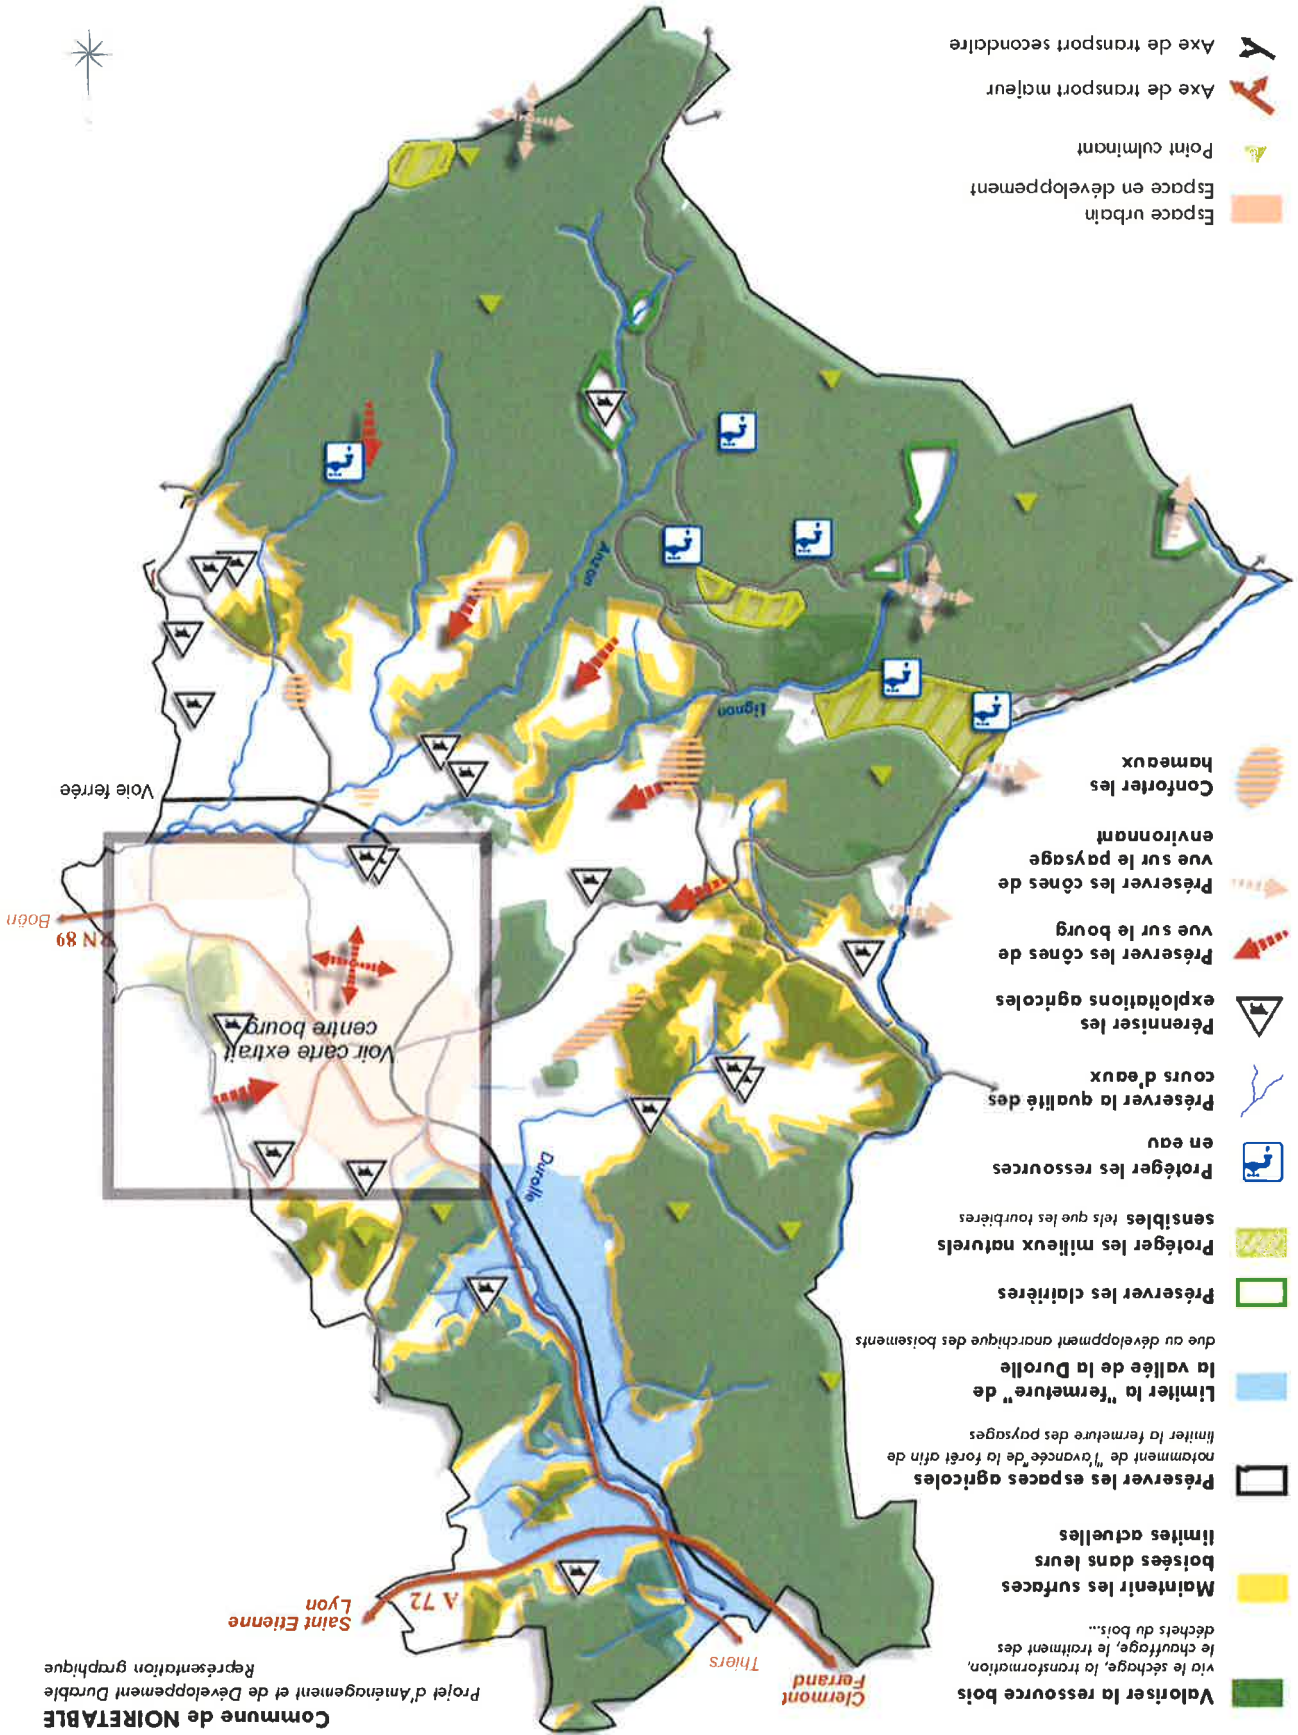 Commune de NOIRETABLE
Projet d'Aménagement et de Développement Durable
Représentation graphique
Valoriser la ressource bois
via le séchage, la transformation,
le chauffage, le traitement des
déchets du bois...
Maintenir les surfaces
boisées dans leurs
limites actuelles
Préserver les espaces agricoles
notamment de "l'avancée" de la forêt afin de
limiter la fermeture des paysages
Limiter la "fermeture" de
la vallée de la Durolle
due au développment anarchique des boisements
Préserver les clairières
Protéger les milieux naturels
sensibles tels que les tourbières
Protéger les ressources
en eau
Préserver la qualité des
cours d'eaux
Pérenniser les
exploitations agricoles
Préserver les cônes de
vue sur le bourg
Préserver les cônes de
vue sur le paysage
environnant
Conforter les
hameaux
Espace urbain
Espace en développement
Point culminant
Axe de transport majeur
Axe de transport secondaire
Clermont
Ferrand
Thiers
Saint Etienne
Lyon
A 72
Durolle
Voir carte extrait
centre bourg
RN 89
Boën
Voie ferrée
Lignon
Anzon